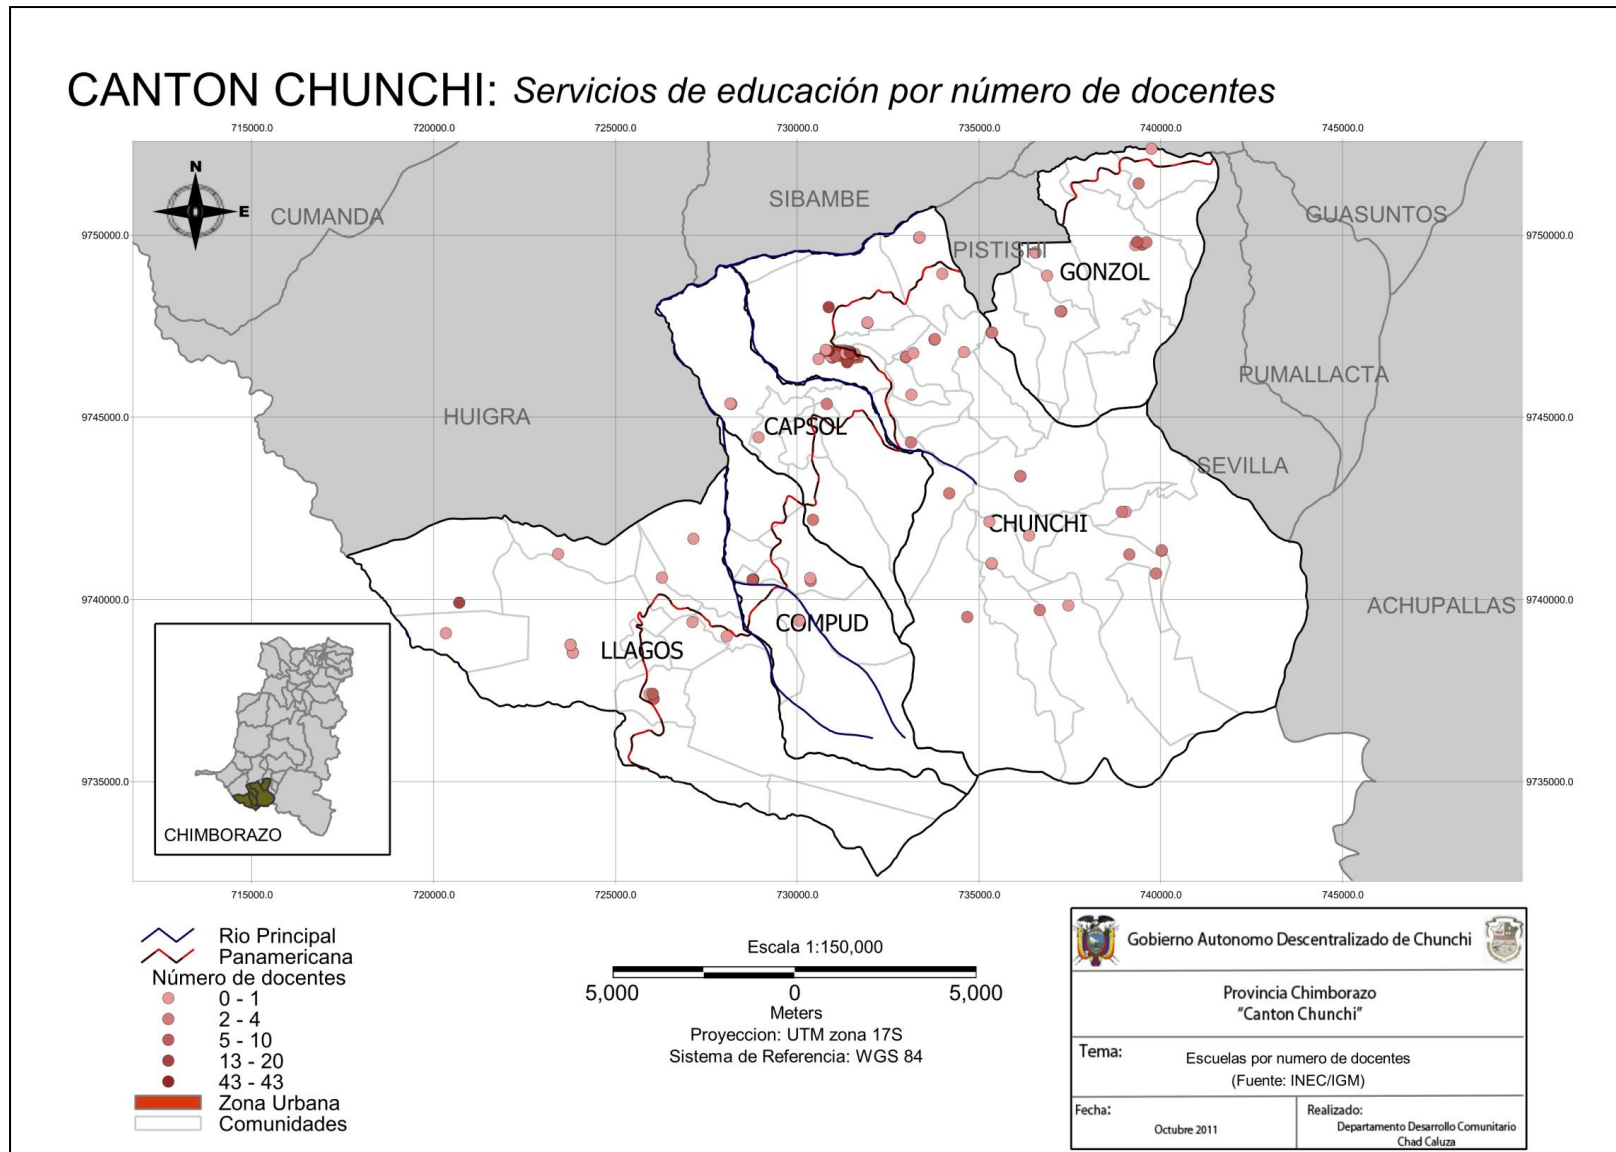 CANTON CHUNCHI: Servicios de educación por número de docentes
715000.0 720000.0 725000.0 730000.0 735000.0 740000.0 745000.0
N
E
CUMANDA
SIBAMBE
GUASUNTOS
9750000.0
9750000.0
PISTISHI
GONZOL
PUMALLACTA
HUIGRA
9745000.0
9745000.0
CAPSOL
SEVILLA
CHUNCHI
9740000.0
9740000.0
ACHUPALLAS
COMPUD
LLAGOS
9735000.0
9735000.0
CHIMBORAZO
715000.0 720000.0 725000.0 730000.0 735000.0 740000.0 745000.0
Rio Principal
Panamericana
Número de docentes
0 - 1
2 - 4
5 - 10
13 - 20
43 - 43
Zona Urbana
Comunidades
Escala 1:150,000
5,000 0 5,000
Meters
Proyeccion: UTM zona 17S
Sistema de Referencia: WGS 84
Gobierno Autonomo Descentralizado de Chunchi
Provincia Chimborazo
“Canton Chunchi”
Tema:
Escuelas por numero de docentes
(Fuente: INEC/IGM)
Fecha:
Octubre 2011
Realizado:
Departamento Desarrollo Comunitario
Chad Caluza